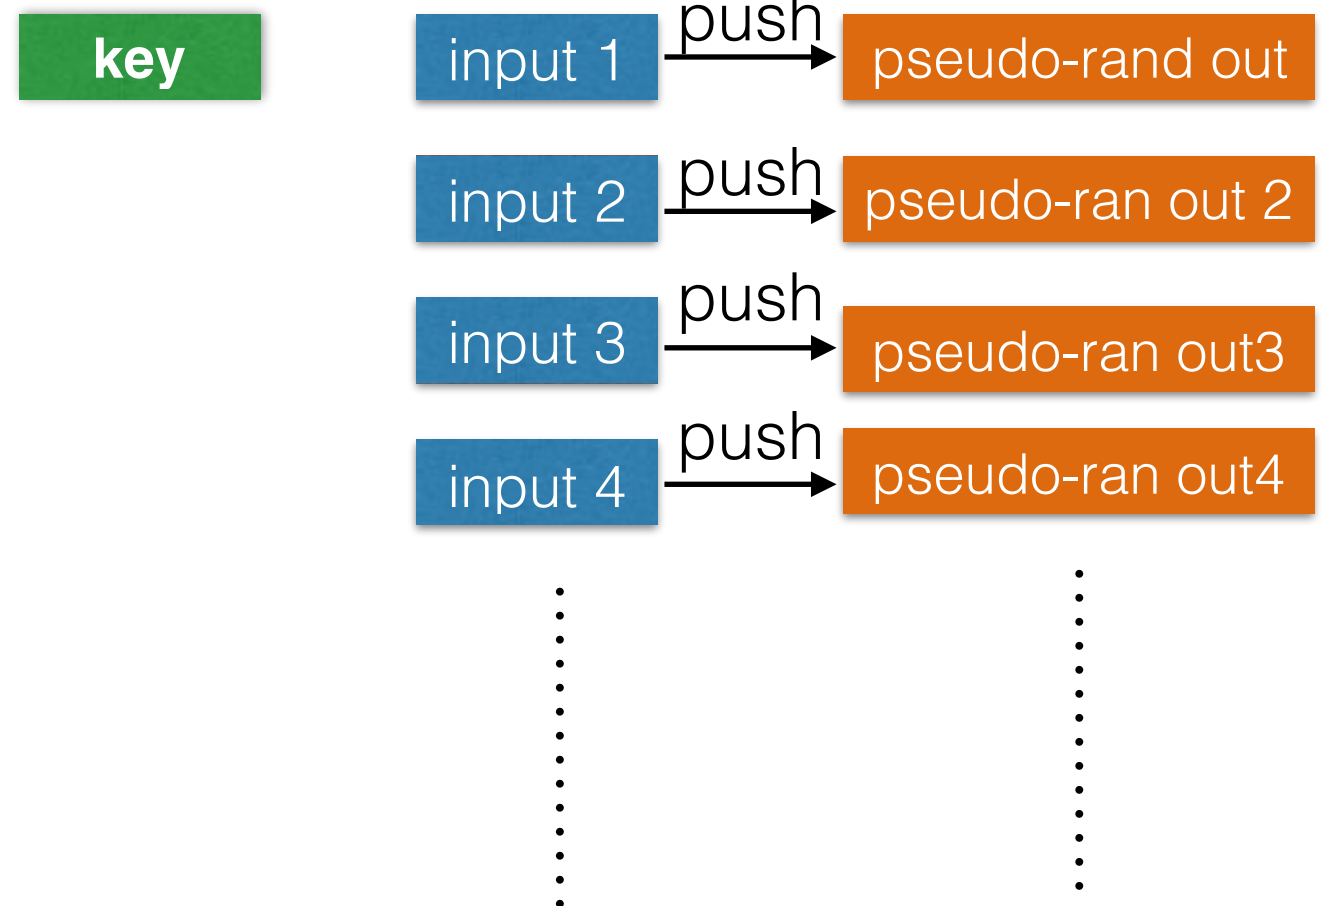 key
input 1
push
pseudo-rand out
input 2
push
pseudo-ran out 2
input 3
push
pseudo-ran out3
input 4
push
pseudo-ran out4